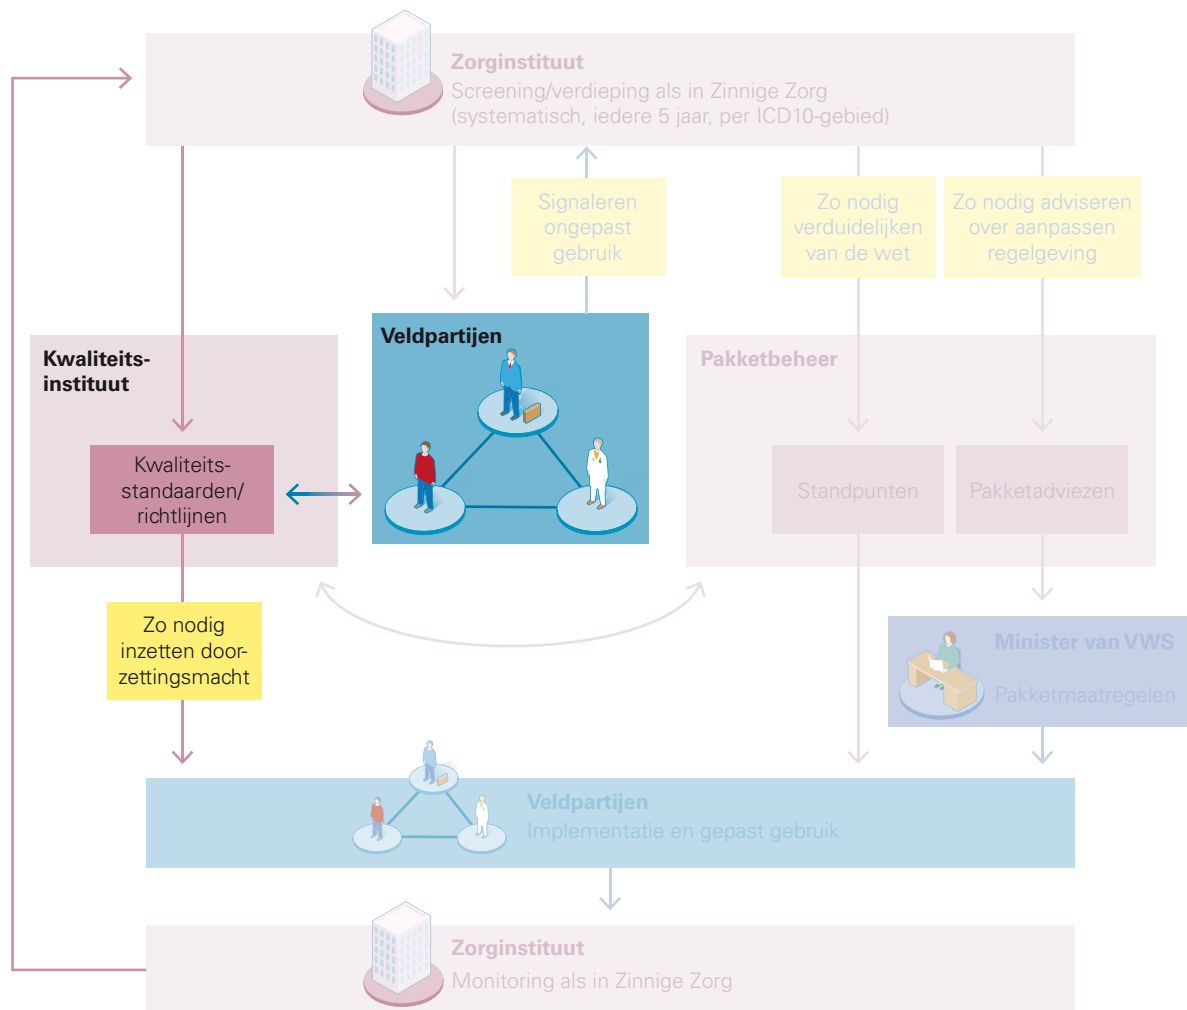 Zorginstituut
Screening/verdieping als in Zinnige Zorg
(systematisch, iedere 5 jaar, per ICD10-gebied)
Signaleren
ongepast
gebruik
Zo nodig
verduidelijken
van de wet
Zo nodig adviseren
over aanpassen
regelgeving
Kwaliteits-
instituut
Kwaliteits-
standaarden/
richtlijnen
Veldpartijen
Pakketbeheer
Standpunten
Pakketadviezen
Zo nodig
inzetten door-
zettingsmacht
Minister van VWS
Pakketmaatregelen
Veldpartijen
Implementatie en gepast gebruik
Zorginstituut
Monitoring als in Zinnige Zorg